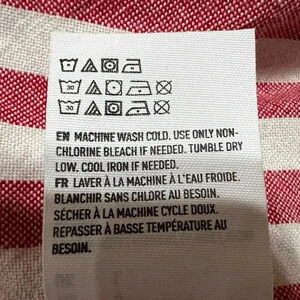 30
30
EN MACHINE WASH COLD. USE ONLY NON-
CHLORINE BLEACH IF NEEDED. TUMBLE DRY
LOW. COOL IRON IF NEEDED.
FR LAVER À LA MACHINE À L'EAU FROIDE.
BLANCHIR SANS CHLORE AU BESOIN.
SÉCHER À LA MACHINE CYCLE DOUX.
REPASSER À BASSE TEMPÉRATURE AU
BESOIN.